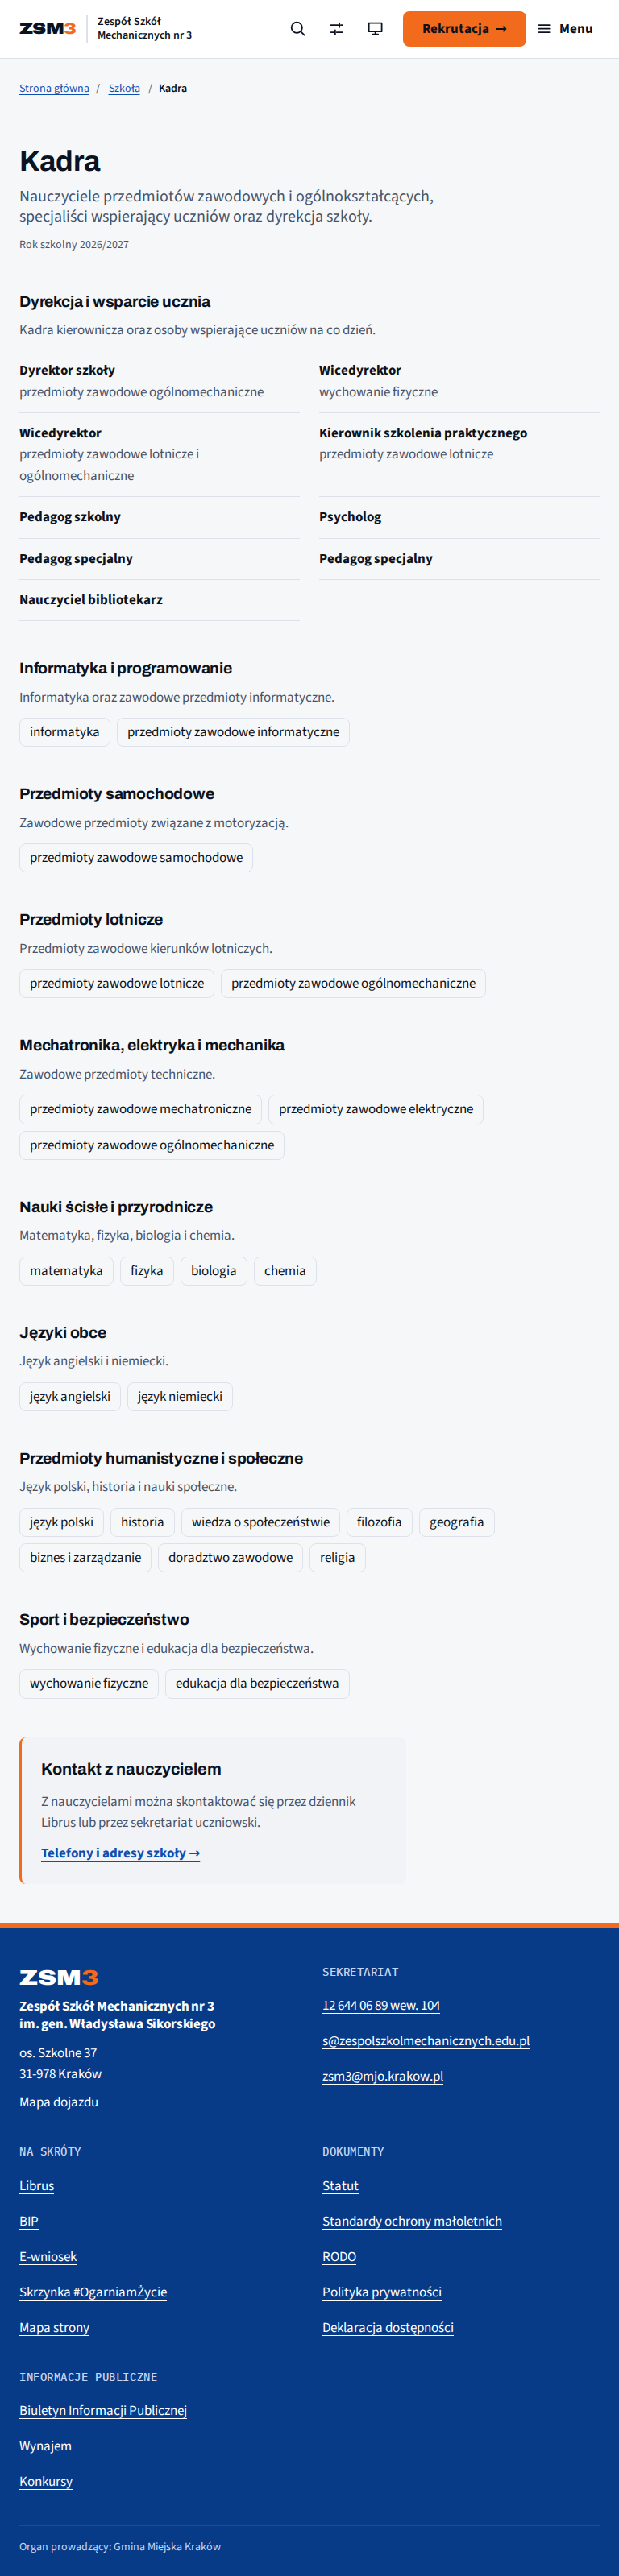 ZSM3
Zespół Szkół
Mechanicznych nr 3
Rekrutacja →
Menu
Strona główna / Szkoła / Kadra
Kadra
Nauczyciele przedmiotów zawodowych i ogólnokształcących,
specjaliści wspierający uczniów oraz dyrekcja szkoły.
Rok szkolny 2026/2027
Dyrekcja i wsparcie ucznia
Kadra kierownicza oraz osoby wspierające uczniów na co dzień.
Dyrektor szkoły
przedmioty zawodowe ogólnomechaniczne
Wicedyrektor
wychowanie fizyczne
Wicedyrektor
przedmioty zawodowe lotnicze i
ogólnomechaniczne
Kierownik szkolenia praktycznego
przedmioty zawodowe lotnicze
Pedagog szkolny
Psycholog
Pedagog specjalny
Pedagog specjalny
Nauczyciel bibliotekarz
Informatyka i programowanie
Informatyka oraz zawodowe przedmioty informatyczne.
informatyka
przedmioty zawodowe informatyczne
Przedmioty samochodowe
Zawodowe przedmioty związane z motoryzacją.
przedmioty zawodowe samochodowe
Przedmioty lotnicze
Przedmioty zawodowe kierunków lotniczych.
przedmioty zawodowe lotnicze
przedmioty zawodowe ogólnomechaniczne
Mechatronika, elektryka i mechanika
Zawodowe przedmioty techniczne.
przedmioty zawodowe mechatroniczne
przedmioty zawodowe elektryczne
przedmioty zawodowe ogólnomechaniczne
Nauki ścisłe i przyrodnicze
Matematyka, fizyka, biologia i chemia.
matematyka
fizyka
biologia
chemia
Języki obce
Język angielski i niemiecki.
język angielski
język niemiecki
Przedmioty humanistyczne i społeczne
Język polski, historia i nauki społeczne.
język polski
historia
wiedza o społeczeństwie
filozofia
geografia
biznes i zarządzanie
doradztwo zawodowe
religia
Sport i bezpieczeństwo
Wychowanie fizyczne i edukacja dla bezpieczeństwa.
wychowanie fizyczne
edukacja dla bezpieczeństwa
Kontakt z nauczycielem
Z nauczycielami można skontaktować się przez dziennik
Librus lub przez sekretariat uczniowski.
Telefony i adresy szkoły →
ZSM3
Zespół Szkół Mechanicznych nr 3
im. gen. Władysława Sikorskiego
os. Szkolne 37
31-978 Kraków
Mapa dojazdu
SEKRETARIAT
12 644 06 89 wew. 104
s@zespolszkolmechanicznych.edu.pl
zsm3@mjo.krakow.pl
NA SKRÓTY
Librus
BIP
E-wniosek
Skrzynka #OgarniamŻycie
Mapa strony
DOKUMENTY
Statut
Standardy ochrony małoletnich
RODO
Polityka prywatności
Deklaracja dostępności
INFORMACJE PUBLICZNE
Biuletyn Informacji Publicznej
Wynajem
Konkursy
Organ prowadzący: Gmina Miejska Kraków